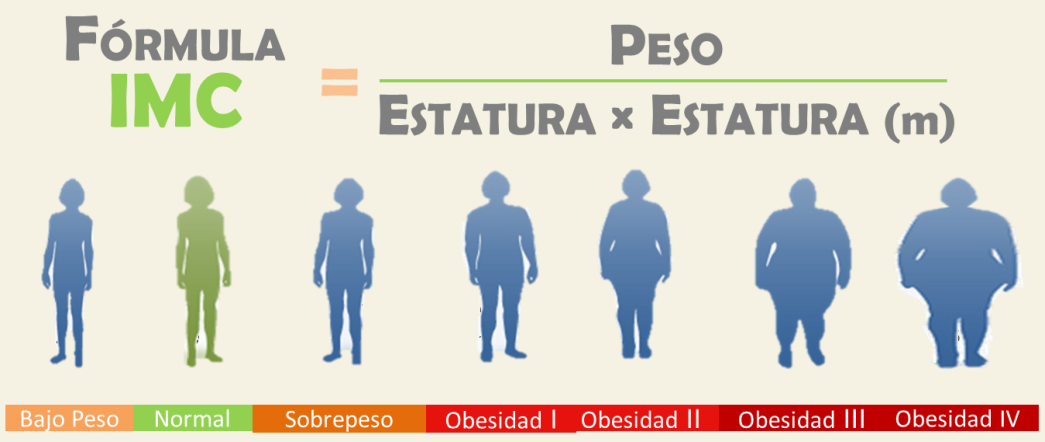 FÓRMULA
IMC
=
PESO
ESTATURA x ESTATURA (m)
Bajo Peso
Normal
Sobrepeso
Obesidad I
Obesidad II
Obesidad III
Obesidad IV